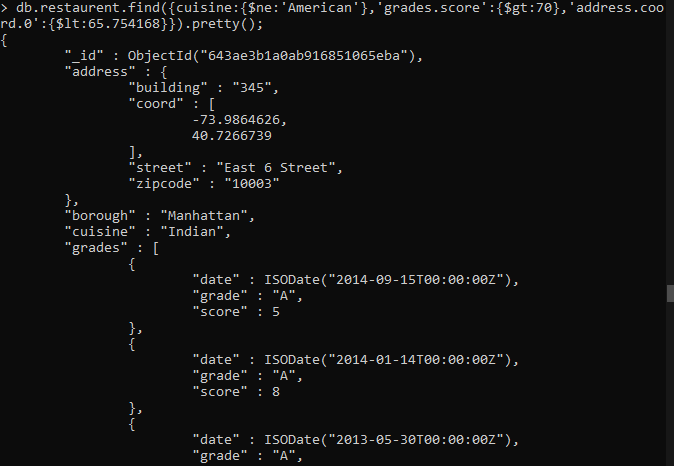 > db.restaurent.find({cuisine:{$ne:'American'},'grades.score':{$gt:70},'address.coo
rd.0':{$lt:65.754168}}).pretty();
{
        "_id" : ObjectId("643ae3b1a0ab916851065eba"),
        "address" : {
                "building" : "345",
                "coord" : [
                        -73.9864626,
                        40.7266739
                ],
                "street" : "East 6 Street",
                "zipcode" : "10003"
        },
        "borough" : "Manhattan",
        "cuisine" : "Indian",
        "grades" : [
                {
                        "date" : ISODate("2014-09-15T00:00:00Z"),
                        "grade" : "A",
                        "score" : 5
                },
                {
                        "date" : ISODate("2014-01-14T00:00:00Z"),
                        "grade" : "A",
                        "score" : 8
                },
                {
                        "date" : ISODate("2013-05-30T00:00:00Z"),
                        "grade" : "A",